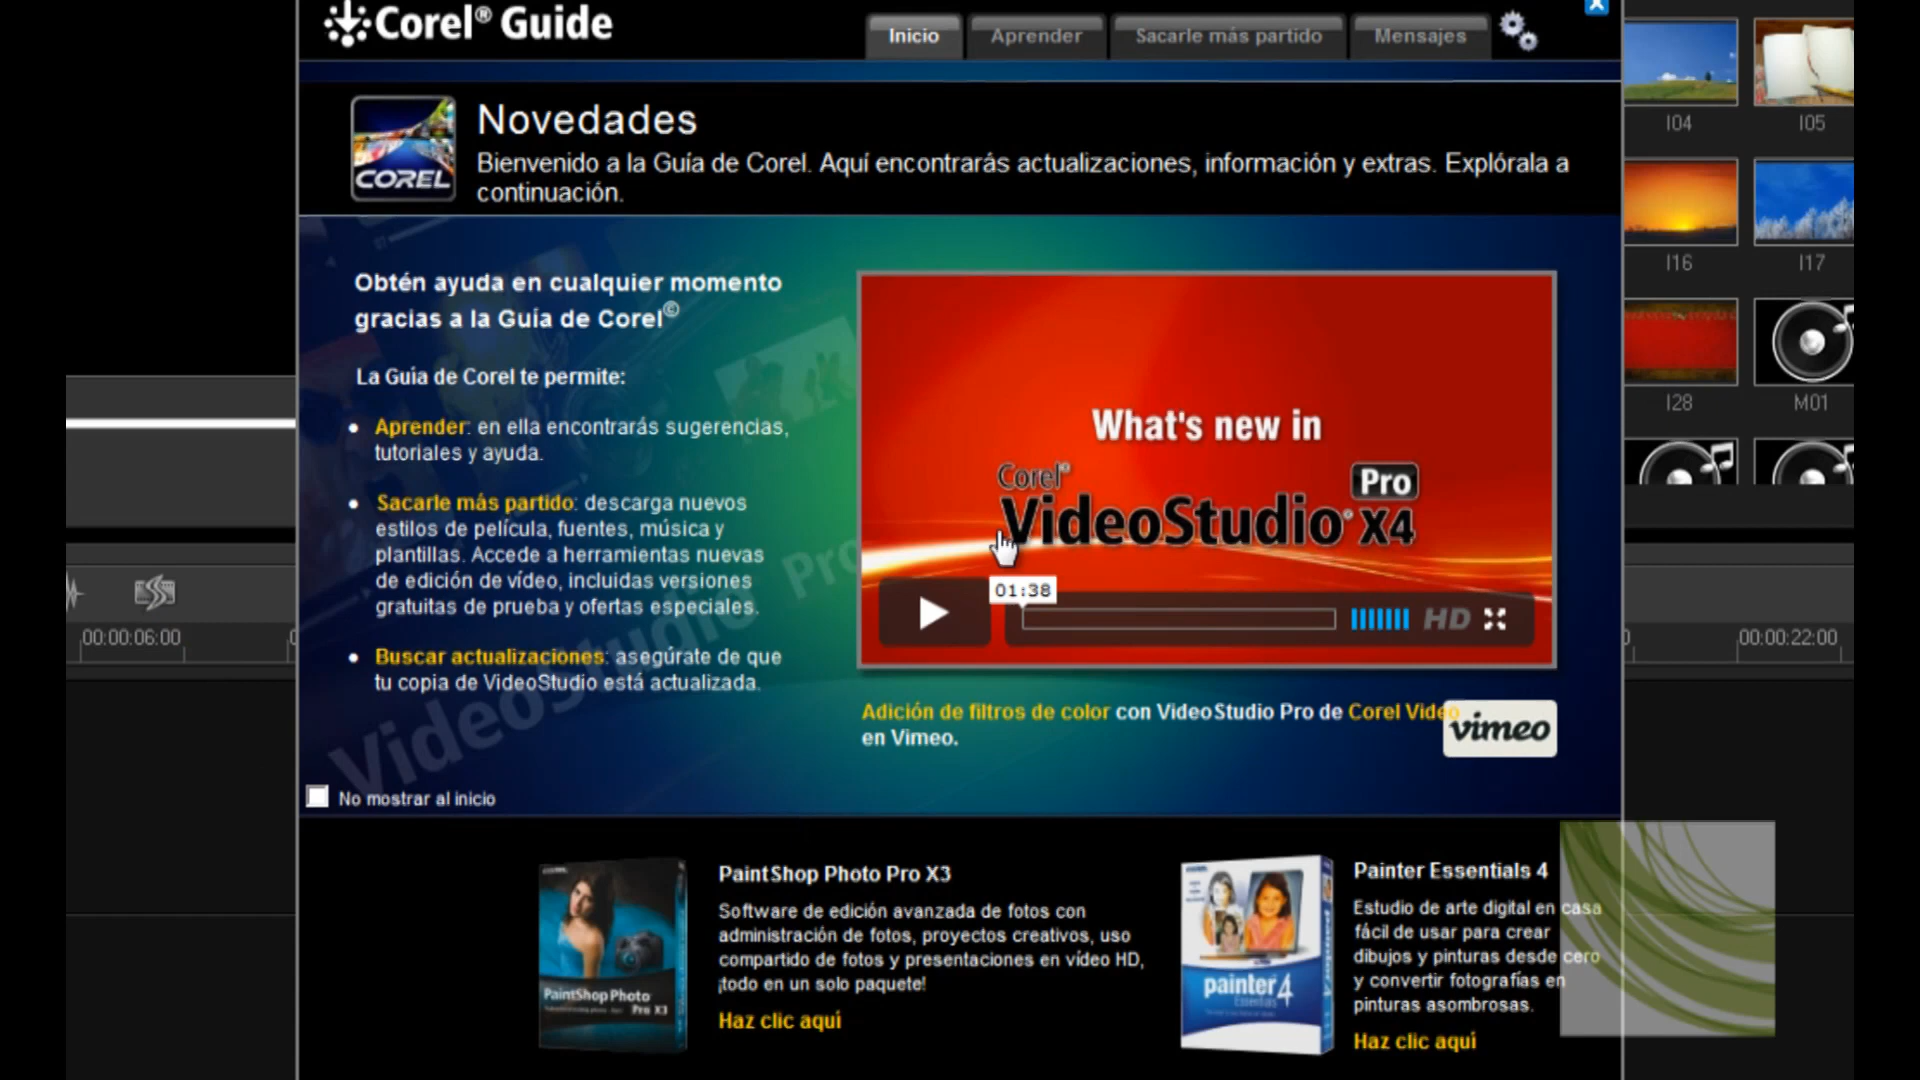 Corel® Guide
Inicio
Aprender
Sacarle más partido
Mensajes
COREL
Novedades
Bienvenido a la Guía de Corel. Aquí encontrarás actualizaciones, información y extras. Explórala a
continuación.
I04
I05
I16
I17
I28
M01
Obtén ayuda en cualquier momento
gracias a la Guía de Corel©
La Guía de Corel te permite:
Aprender: en ella encontrarás sugerencias,
tutoriales y ayuda.
Sacarle más partido: descarga nuevos
estilos de película, fuentes, música y
plantillas. Accede a herramientas nuevas
de edición de vídeo, incluidas versiones
gratuitas de prueba y ofertas especiales.
Buscar actualizaciones: asegúrate de que
tu copia de VideoStudio está actualizada.
VideoStudio Pro
What's new in
Corel®
VideoStudio® Pro X4
01:38
HD
Adición de filtros de color con VideoStudio Pro de Corel Video
en Vimeo.
vimeo
No mostrar al inicio
00:00:06:00
00:00:22:00
PaintShop Photo
Pro X3
PaintShop Photo Pro X3
Software de edición avanzada de fotos con
administración de fotos, proyectos creativos, uso
compartido de fotos y presentaciones en vídeo HD,
¡todo en un solo paquete!
Haz clic aquí
painter 4
Essentials
Painter Essentials 4
Estudio de arte digital en casa
fácil de usar para crear
dibujos y pinturas desde cero
y convertir fotografías en
pinturas asombrosas.
Haz clic aquí